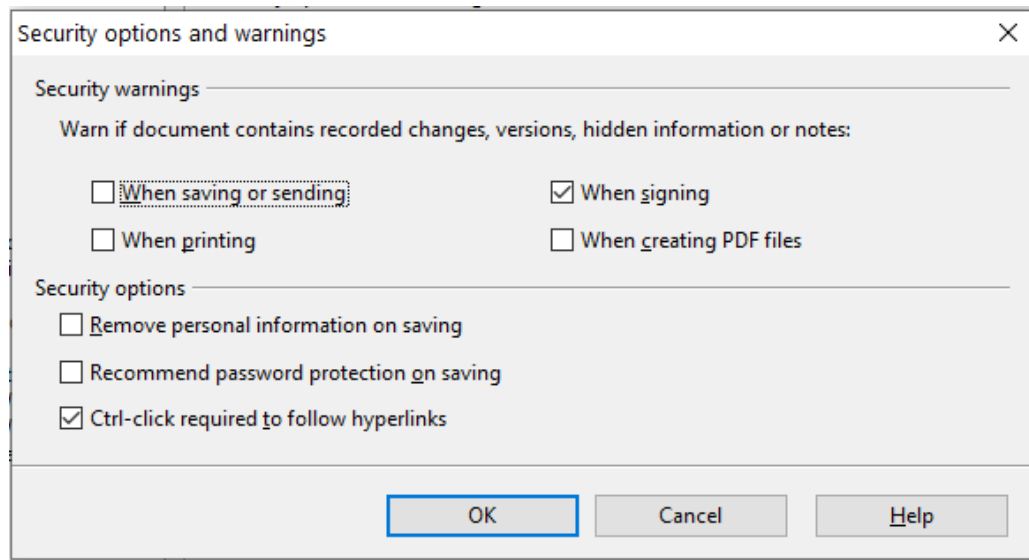 Security options and warnings
Security warnings
Warn if document contains recorded changes, versions, hidden information or notes:
When saving or sending
When signing
When printing
When creating PDF files
Security options
Remove personal information on saving
Recommend password protection on saving
Ctrl-click required to follow hyperlinks
OK
Cancel
Help